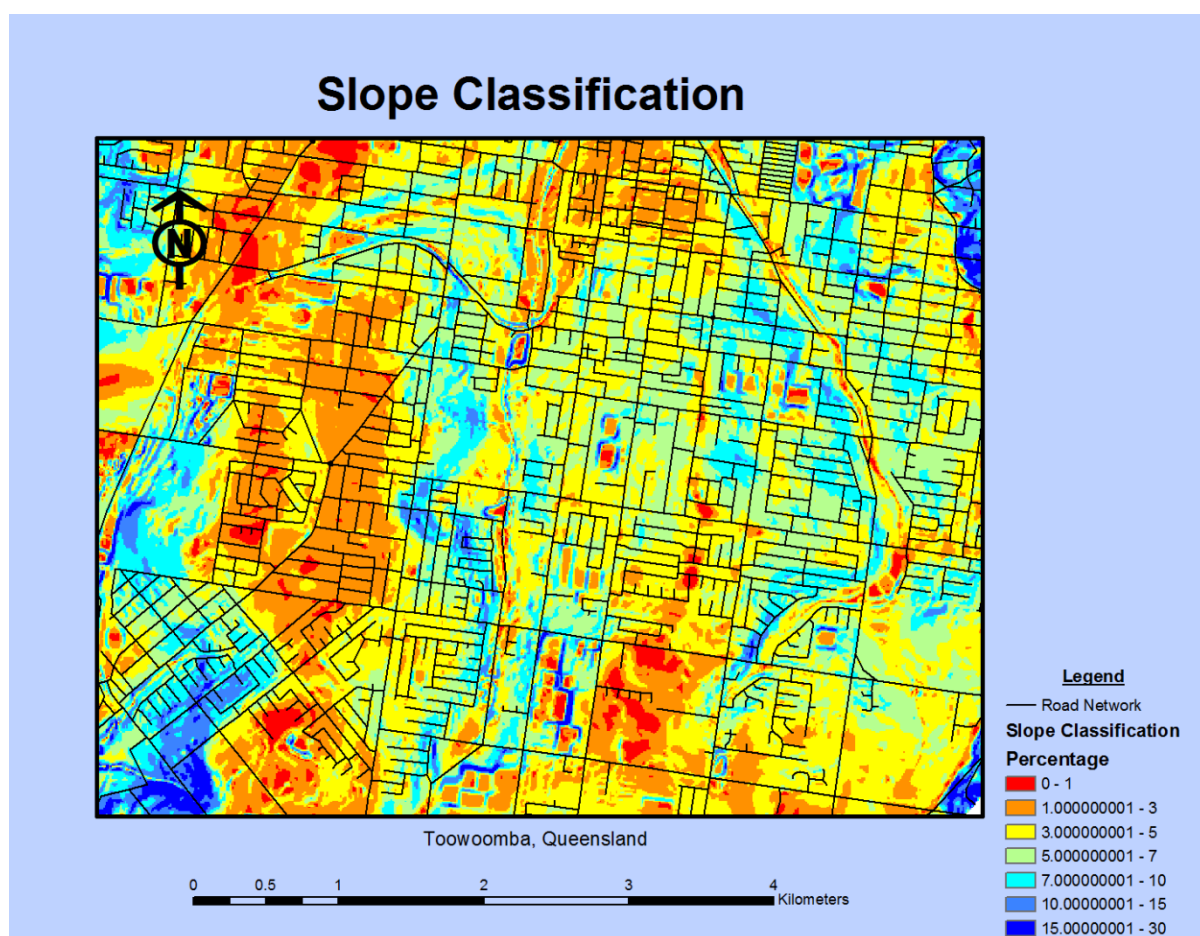 Slope Classification
N
Toowoomba, Queensland
0 0.5 1 2 3 4
Kilometers
Legend
Road Network
Slope Classification
Percentage
0 - 1
1.000000001 - 3
3.000000001 - 5
5.000000001 - 7
7.000000001 - 10
10.00000001 - 15
15.00000001 - 30